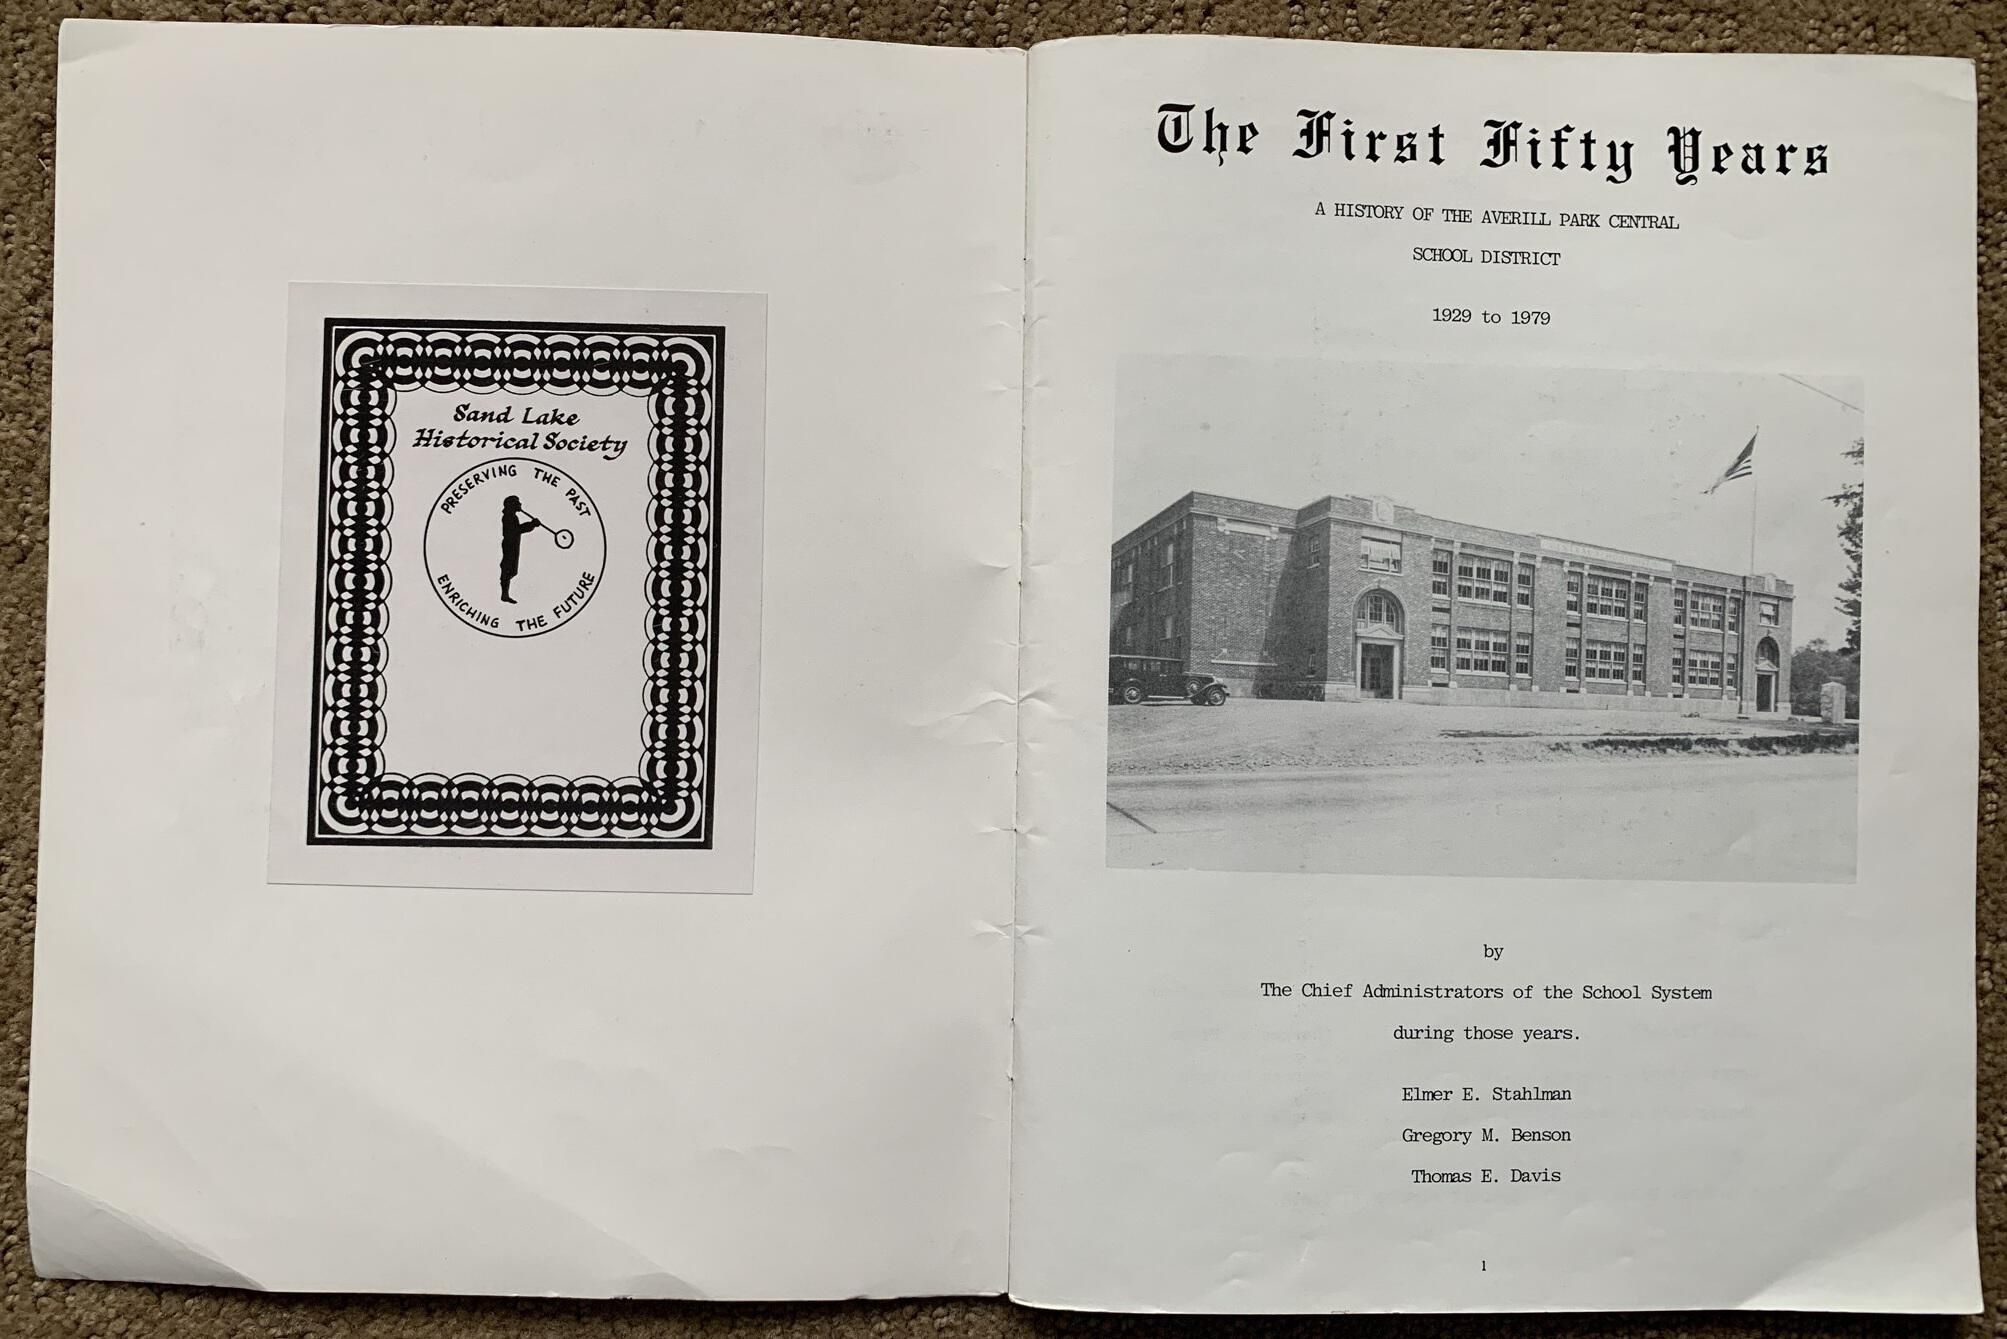 Sand Lake
Historical Society
PRESERVING THE PAST
ENRICHING THE FUTURE
The First Fifty Years
A HISTORY OF THE AVERILL PARK CENTRAL
SCHOOL DISTRICT
1929 to 1979
by
The Chief Administrators of the School System
during those years.
Elmer E. Stahlman
Gregory M. Benson
Thomas E. Davis
1